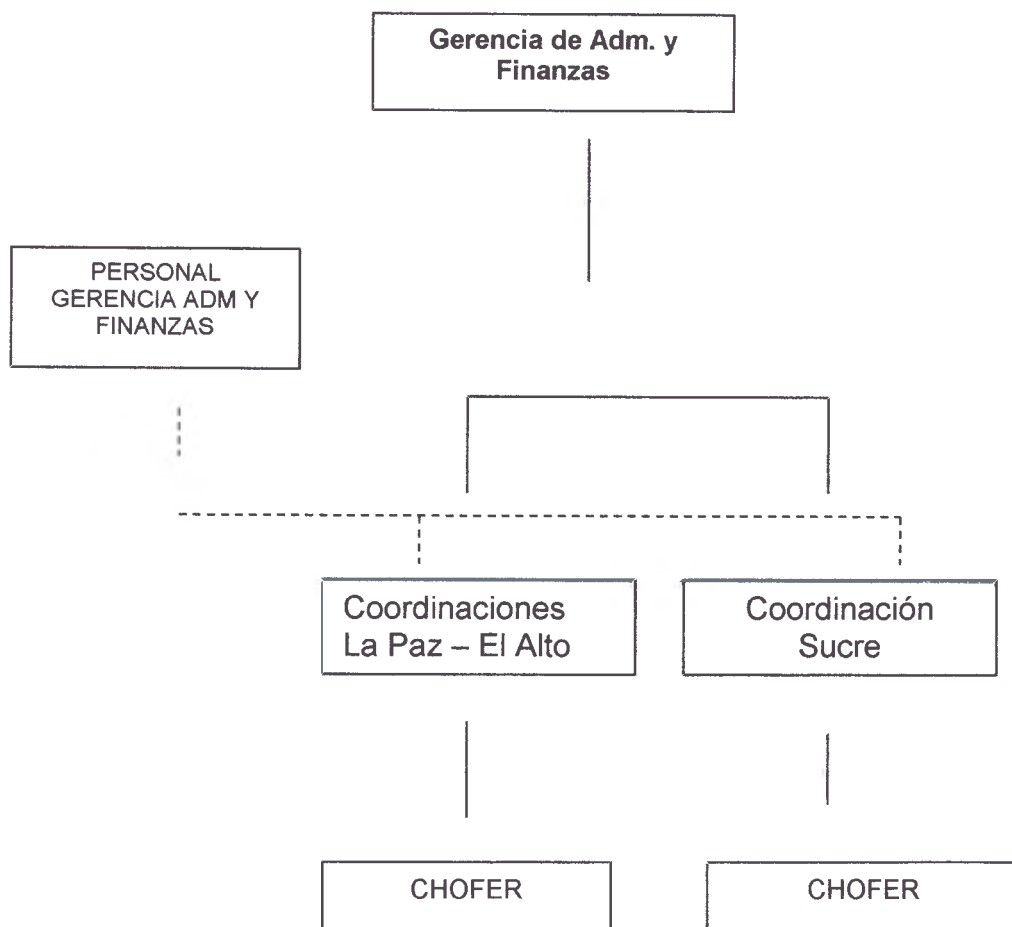 Gerencia de Adm. y
Finanzas
PERSONAL
GERENCIA ADM Y
FINANZAS
Coordinaciones
La Paz – El Alto
Coordinación
Sucre
CHOFER
CHOFER